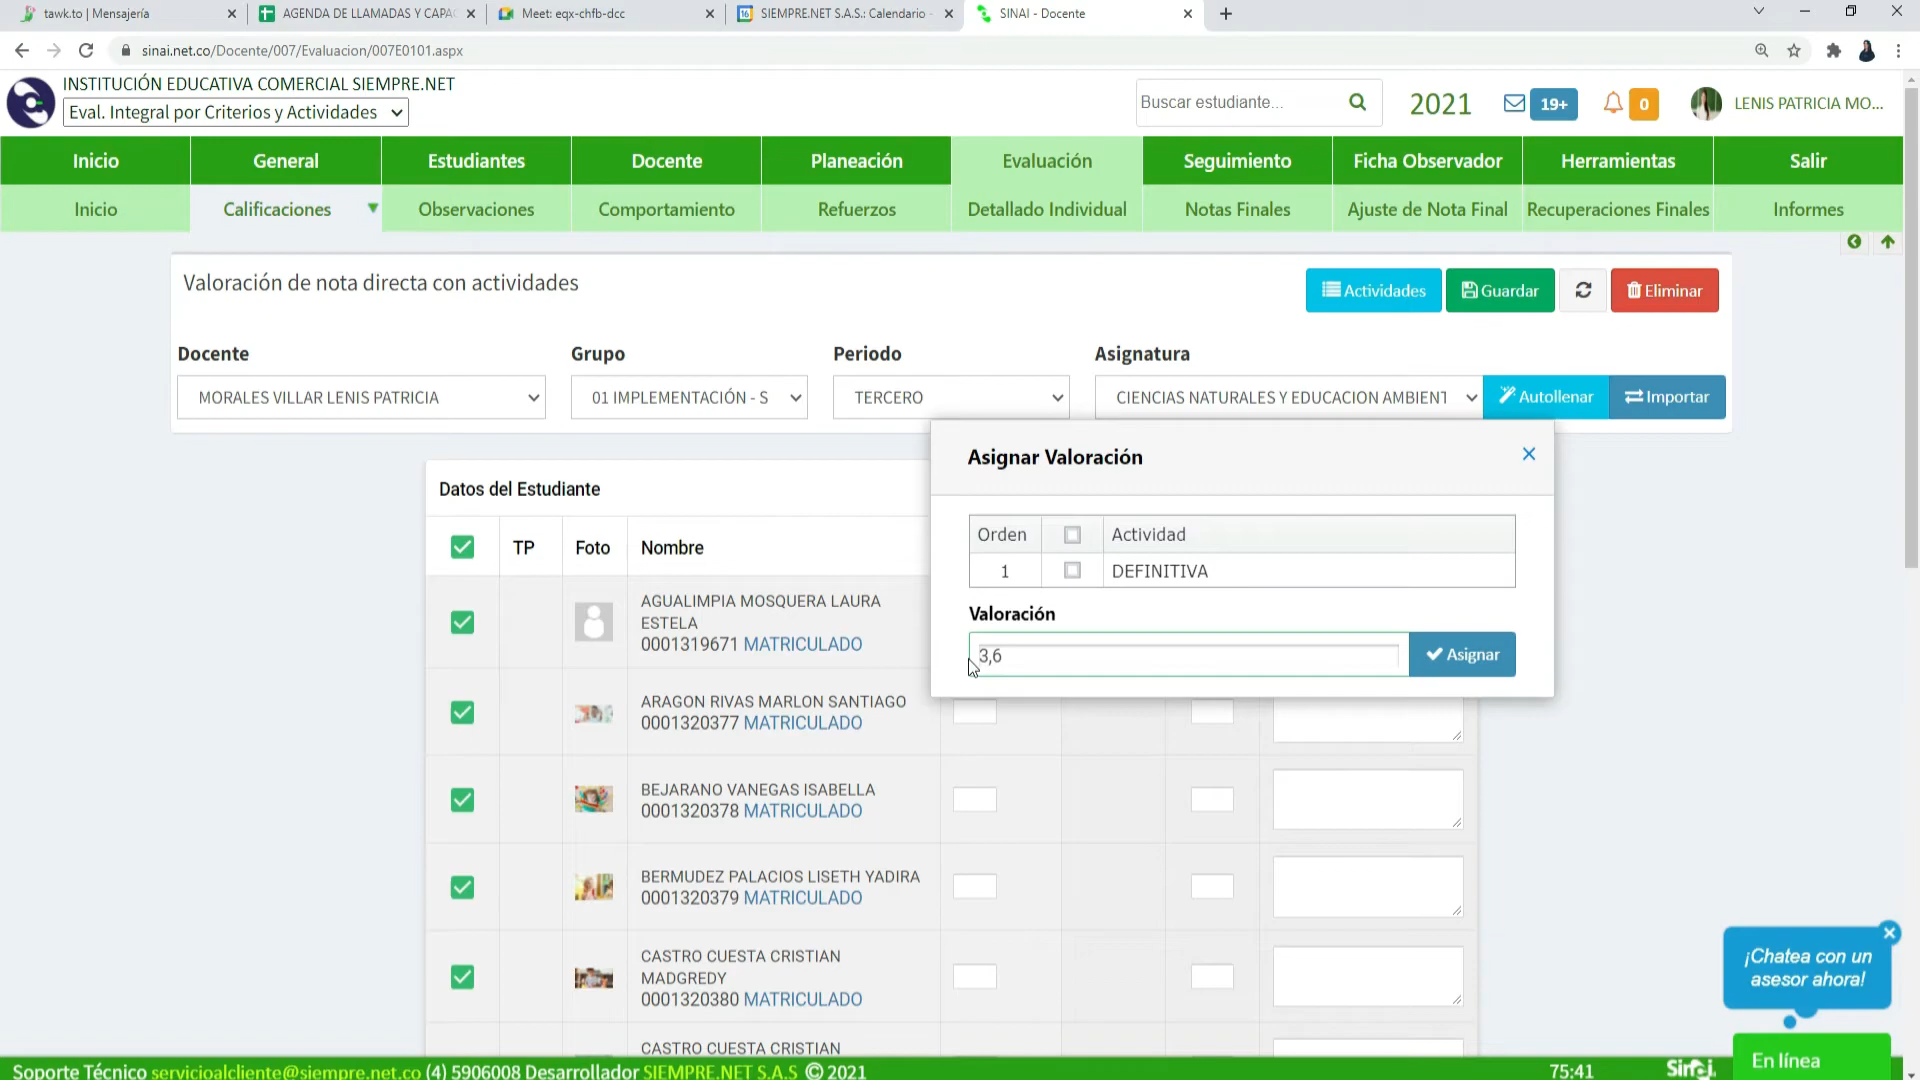 tawk.to | Mensajería
AGENDA DE LLAMADAS Y CAPAC
Meet: eqx-chfb-dcc
SIEMPRE.NET S.A.S.: Calendario -
SINAI - Docente
sinai.net.co/Docente/007/Evaluacion/007E0101.aspx
INSTITUCIÓN EDUCATIVA COMERCIAL SIEMPRE.NET
Eval. Integral por Criterios y Actividades
Buscar estudiante...
2021
19+
0
LENIS PATRICIA MO...
Inicio
General
Estudiantes
Docente
Planeación
Evaluación
Seguimiento
Ficha Observador
Herramientas
Salir
Inicio
Calificaciones
Observaciones
Comportamiento
Refuerzos
Detallado Individual
Notas Finales
Ajuste de Nota Final
Recuperaciones Finales
Informes
Valoración de nota directa con actividades
Actividades
Guardar
Eliminar
Docente
Grupo
Periodo
Asignatura
MORALES VILLAR LENIS PATRICIA
01 IMPLEMENTACIÓN - S
TERCERO
CIENCIAS NATURALES Y EDUCACION AMBIENT
Autollenar
Importar
Asignar Valoración
Orden
Actividad
1
DEFINITIVA
Valoración
3,6
Asignar
Datos del Estudiante
TP
Foto
Nombre
AGUALIMPIA MOSQUERA LAURA
ESTELA
0001319671 MATRICULADO
ARAGON RIVAS MARLON SANTIAGO
0001320377 MATRICULADO
BEJARANO VANEGAS ISABELLA
0001320378 MATRICULADO
BERMUDEZ PALACIOS LISETH YADIRA
0001320379 MATRICULADO
CASTRO CUESTA CRISTIAN
MADGREDY
0001320380 MATRICULADO
CASTRO CUESTA CRISTIAN
¡Chatea con un
asesor ahora!
En línea
Soporte Técnico servicioalcliente@siempre.net.co (4) 5906008 Desarrollador SIEMPRE.NET S.A.S © 2021
75:41
Sinai